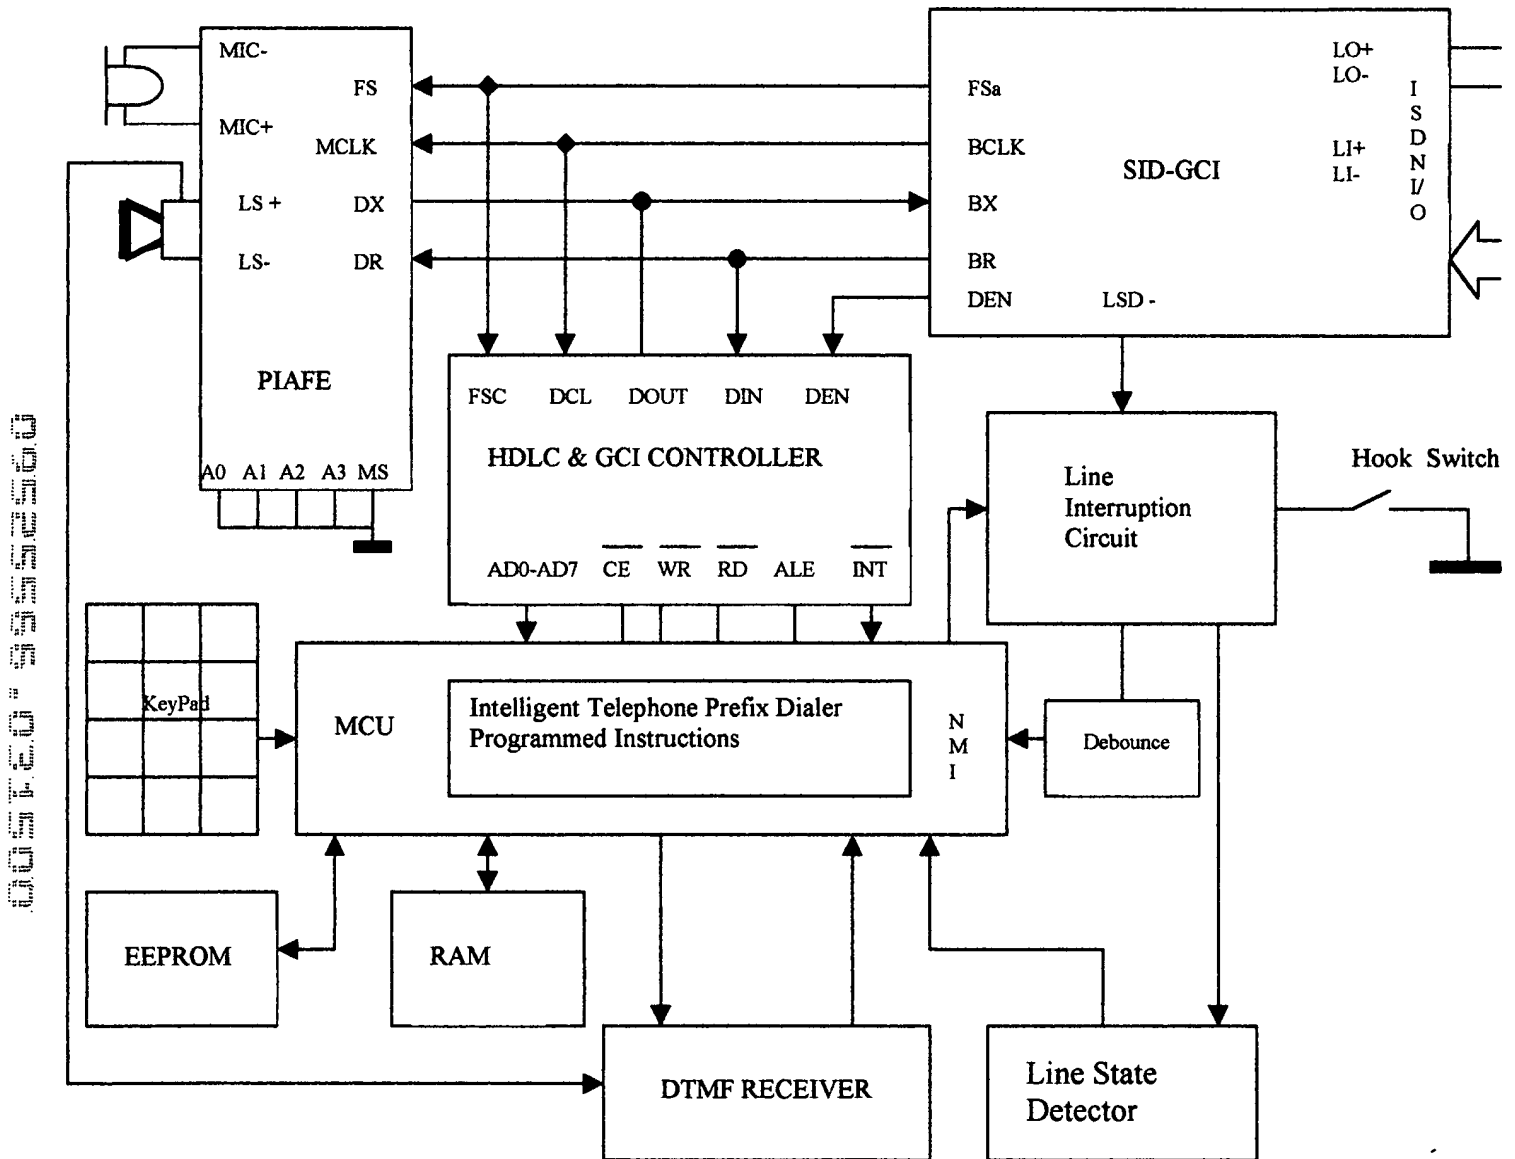 MIC-
FS
MIC+
MCLK
LS +
DX
LS-
DR
PIAFE
A0 A1 A2 A3 MS
FSa
BCLK
BX
BR
DEN
LSD -
SID-GCI
LO+
LO-
LI+
LI-
I
S
D
N
I/
O
FSC DCL DOUT DIN DEN
HDLC & GCI CONTROLLER
AD0-AD7 CE WR RD ALE INT
Line
Interruption
Circuit
Hook Switch
KeyPad
MCU
Intelligent Telephone Prefix Dialer
Programmed Instructions
N
M
I
Debounce
EEPROM
RAM
DTMF RECEIVER
Line State
Detector